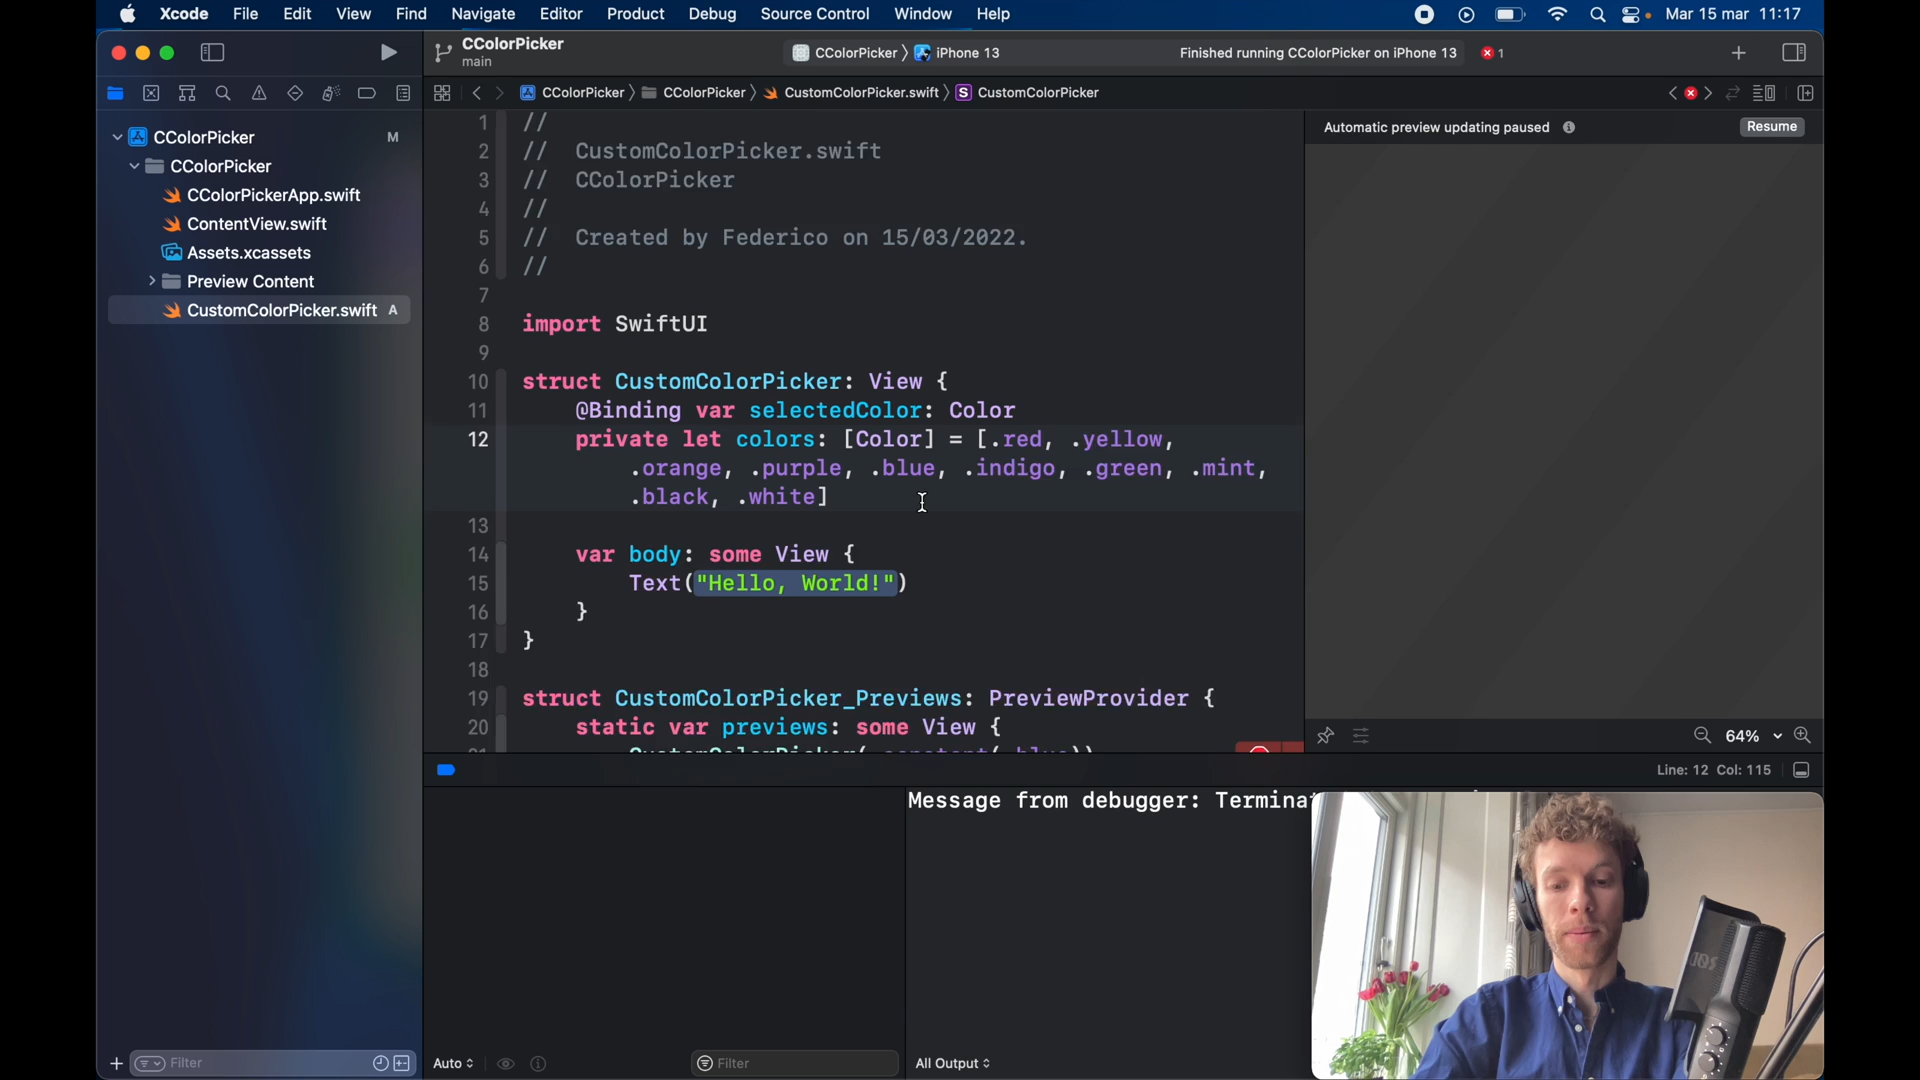 Xcode File Edit View Find Navigate Editor Product Debug Source Control Window Help Mar 15 mar 11:17
CColorPicker
main
CColorPicker iPhone 13 Finished running CColorPicker on iPhone 13 1
CColorPicker CColorPicker CustomColorPicker.swift S CustomColorPicker
CColorPicker M
CColorPicker
CColorPickerApp.swift
ContentView.swift
Assets.xcassets
Preview Content
CustomColorPicker.swift A
Automatic preview updating paused Resume
1 //
2 // CustomColorPicker.swift
3 // CColorPicker
4 //
5 // Created by Federico on 15/03/2022.
6 //
7
8 import SwiftUI
9
10 struct CustomColorPicker: View {
11 @Binding var selectedColor: Color
12 private let colors: [Color] = [.red, .yellow,
.orange, .purple, .blue, .indigo, .green, .mint,
.black, .white]
13
14 var body: some View {
15 Text("Hello, World!")
16 }
17 }
18
19 struct CustomColorPicker_Previews: PreviewProvider {
20 static var previews: some View {
64%
Line: 12 Col: 115
Message from debugger:
Filter
Auto
Filter
All Output